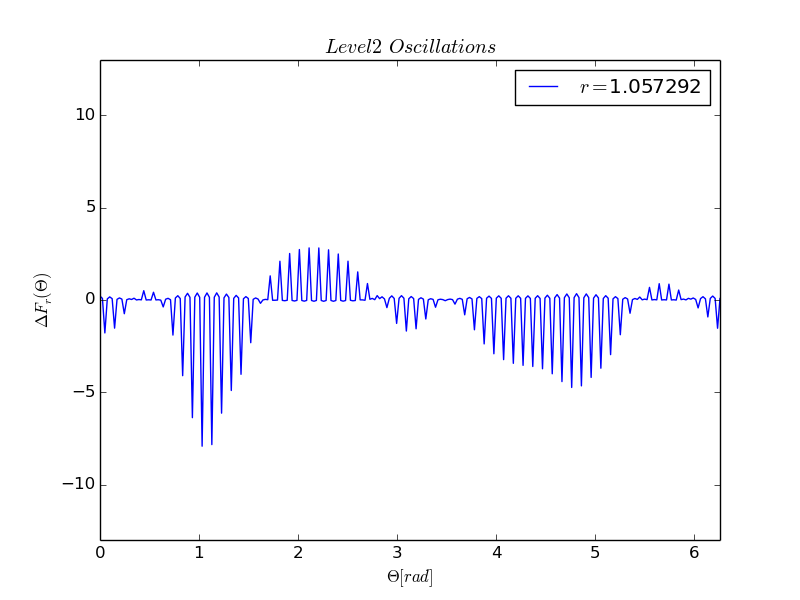 Level2 Oscillations
r = 1.057292
10
5
0
−5
−10
ΔF_r(Θ)
0 1 2 3 4 5 6
Θ[rad]